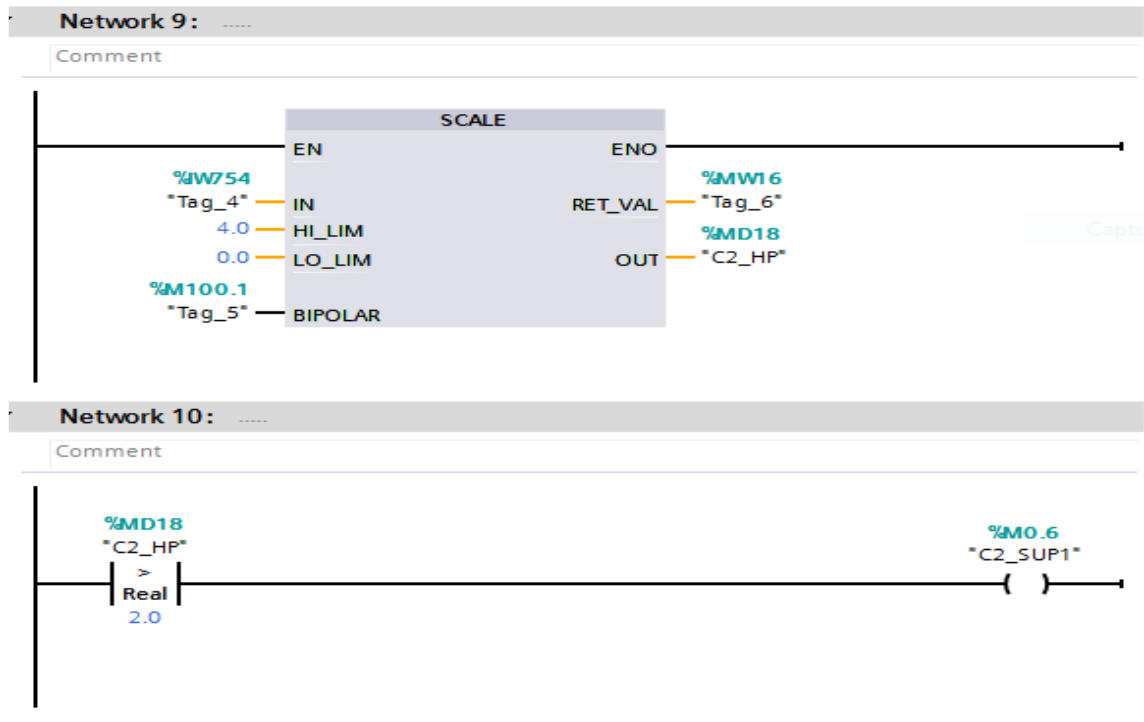 Network 9: .....
Comment
SCALE
EN ENO
%IW754 %MW16
"Tag_4" IN RET_VAL "Tag_6"
4.0 HI_LIM %MD18
0.0 LO_LIM OUT "C2_HP"
%M100.1
"Tag_5" BIPOLAR
Network 10: .....
Comment
%MD18 %M0.6
"C2_HP" "C2_SUP1"
>
Real ( )
2.0